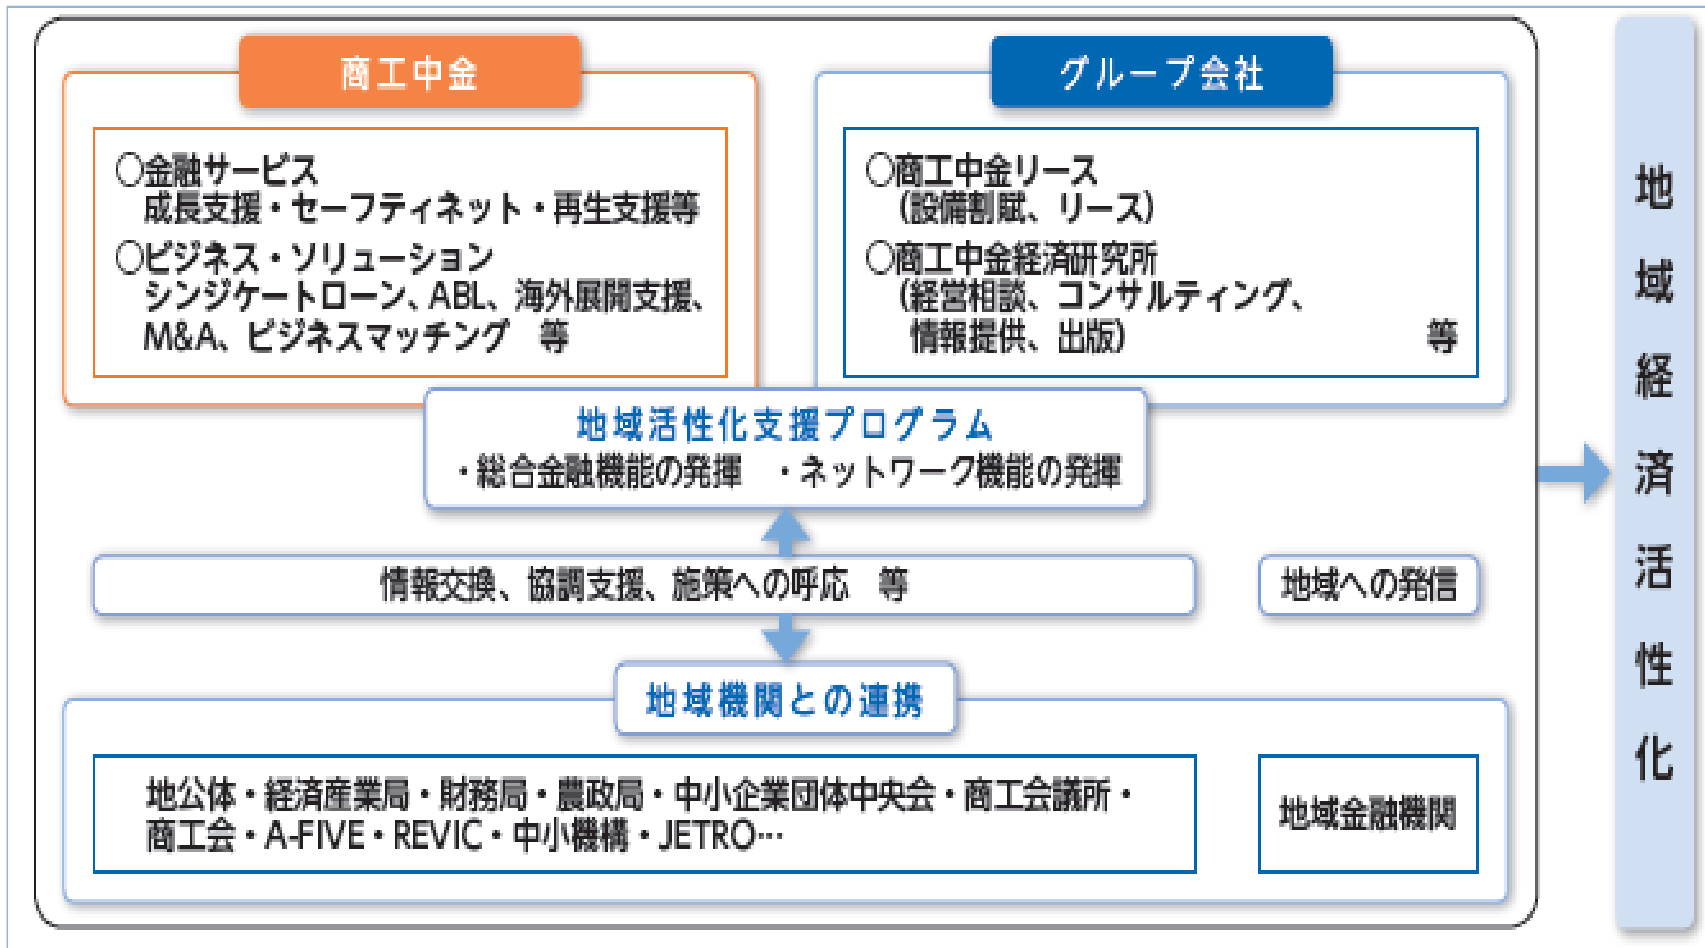 商工中金
○金融サービス
成長支援・セーフティネット・再生支援等
○ビジネス・ソリューション
シンジケートローン、ABL、海外展開支援、
M&A、ビジネスマッチング 等
グループ会社
○商工中金リース
(設備割賦、リース)
○商工中金経済研究所
(経営相談、コンサルティング、
情報提供、出版) 等
地域活性化支援プログラム
・総合金融機能の発揮 ・ネットワーク機能の発揮
情報交換、協調支援、施策への呼応 等
地域への発信
地域機関との連携
地公体・経済産業局・財務局・農政局・中小企業団体中央会・商工会議所・
商工会・A-FIVE・REVIC・中小機構・JETRO…
地域金融機関
地域経済活性化